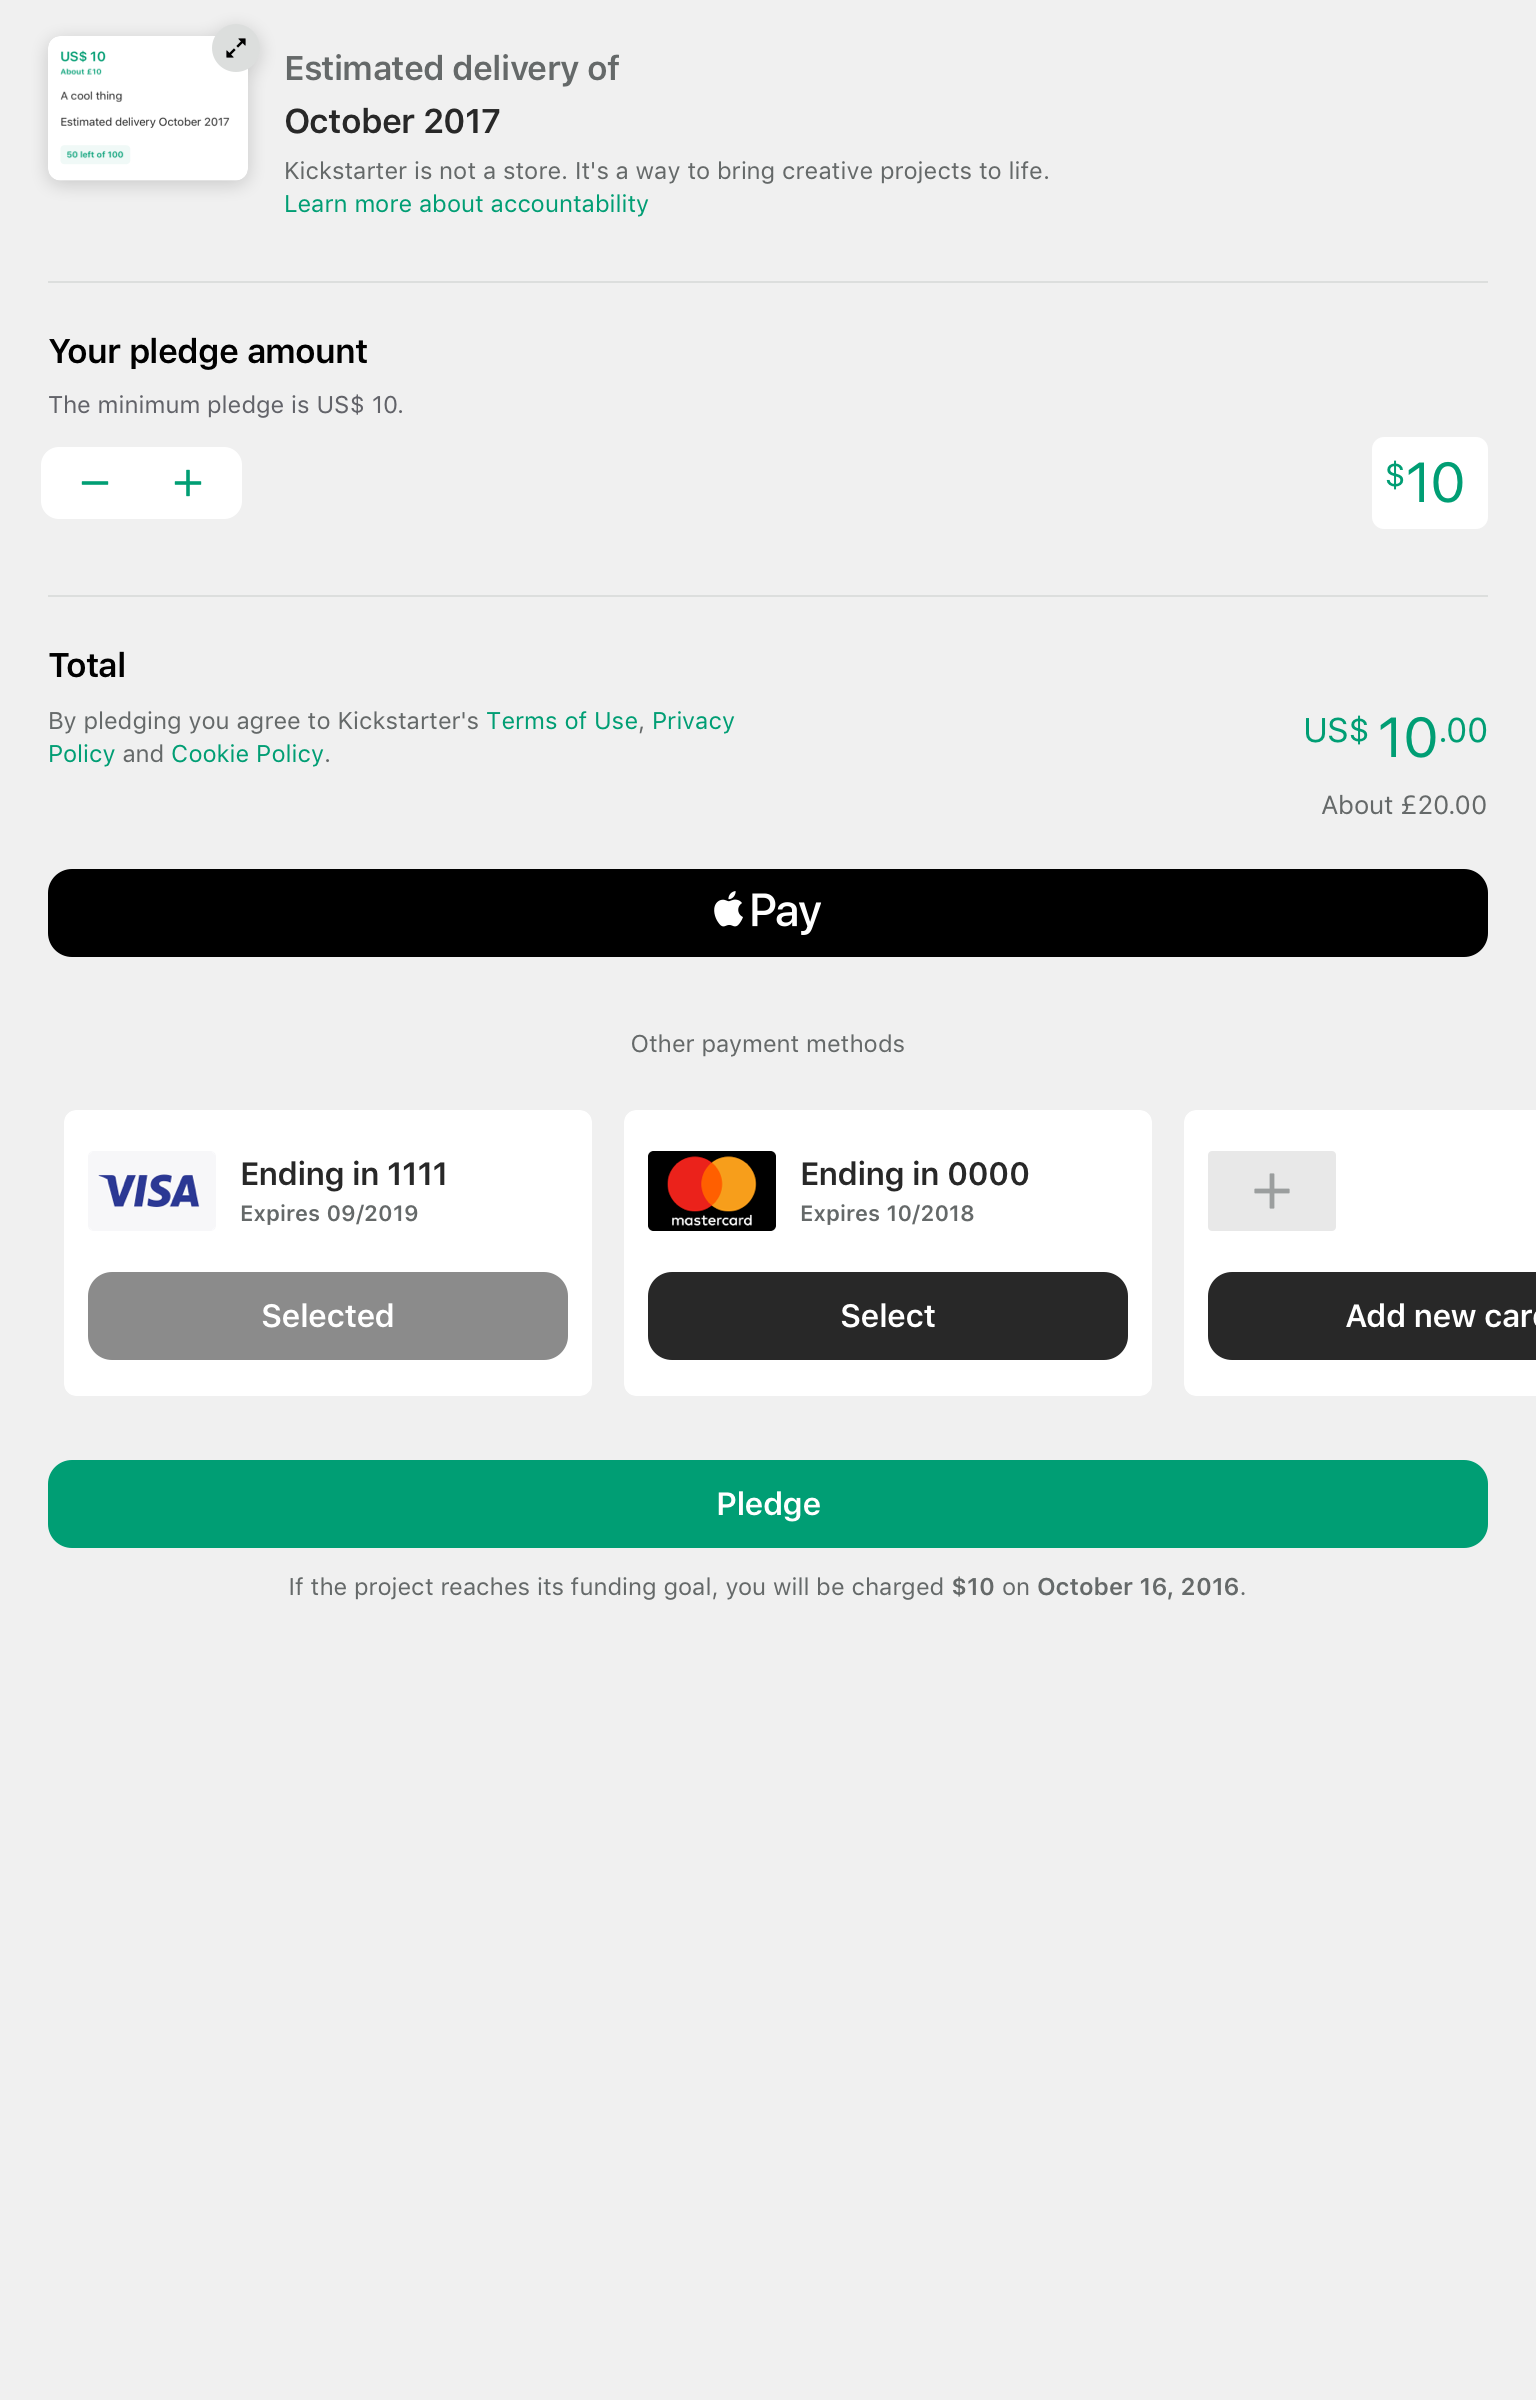 US$ 10
About £10
A cool thing
Estimated delivery October 2017
50 left of 100
Estimated delivery of
October 2017
Kickstarter is not a store. It's a way to bring creative projects to life.
Learn more about accountability
Your pledge amount
The minimum pledge is US$ 10.
$10
Total
By pledging you agree to Kickstarter's Terms of Use, Privacy
Policy and Cookie Policy.
US$ 10.00
About £20.00
Pay
Other payment methods
VISA
Ending in 1111
Expires 09/2019
Selected
mastercard
Ending in 0000
Expires 10/2018
Select
Add new car
Pledge
If the project reaches its funding goal, you will be charged $10 on October 16, 2016.